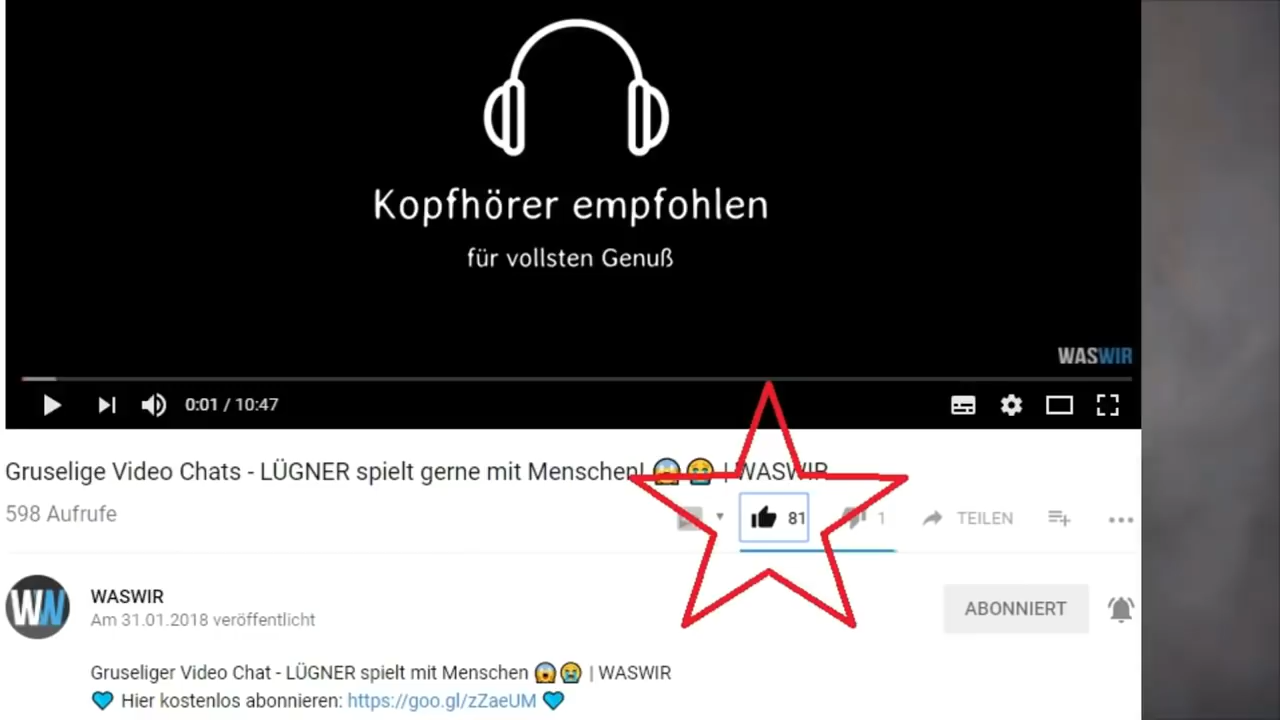 Kopfhörer empfohlen
für vollsten Genuß
WASWIR
0:01 / 10:47
Gruselige Video Chats - LÜGNER spielt gerne mit Menschen! 😱😭 | WASWIR
598 Aufrufe
81
1
TEILEN
WASWIR
ABONNIERT
Am 31.01.2018 veröffentlicht
Gruseliger Video Chat - LÜGNER spielt mit Menschen 😱😭 | WASWIR
💙 Hier kostenlos abonnieren: https://goo.gl/zZaeUM 💙